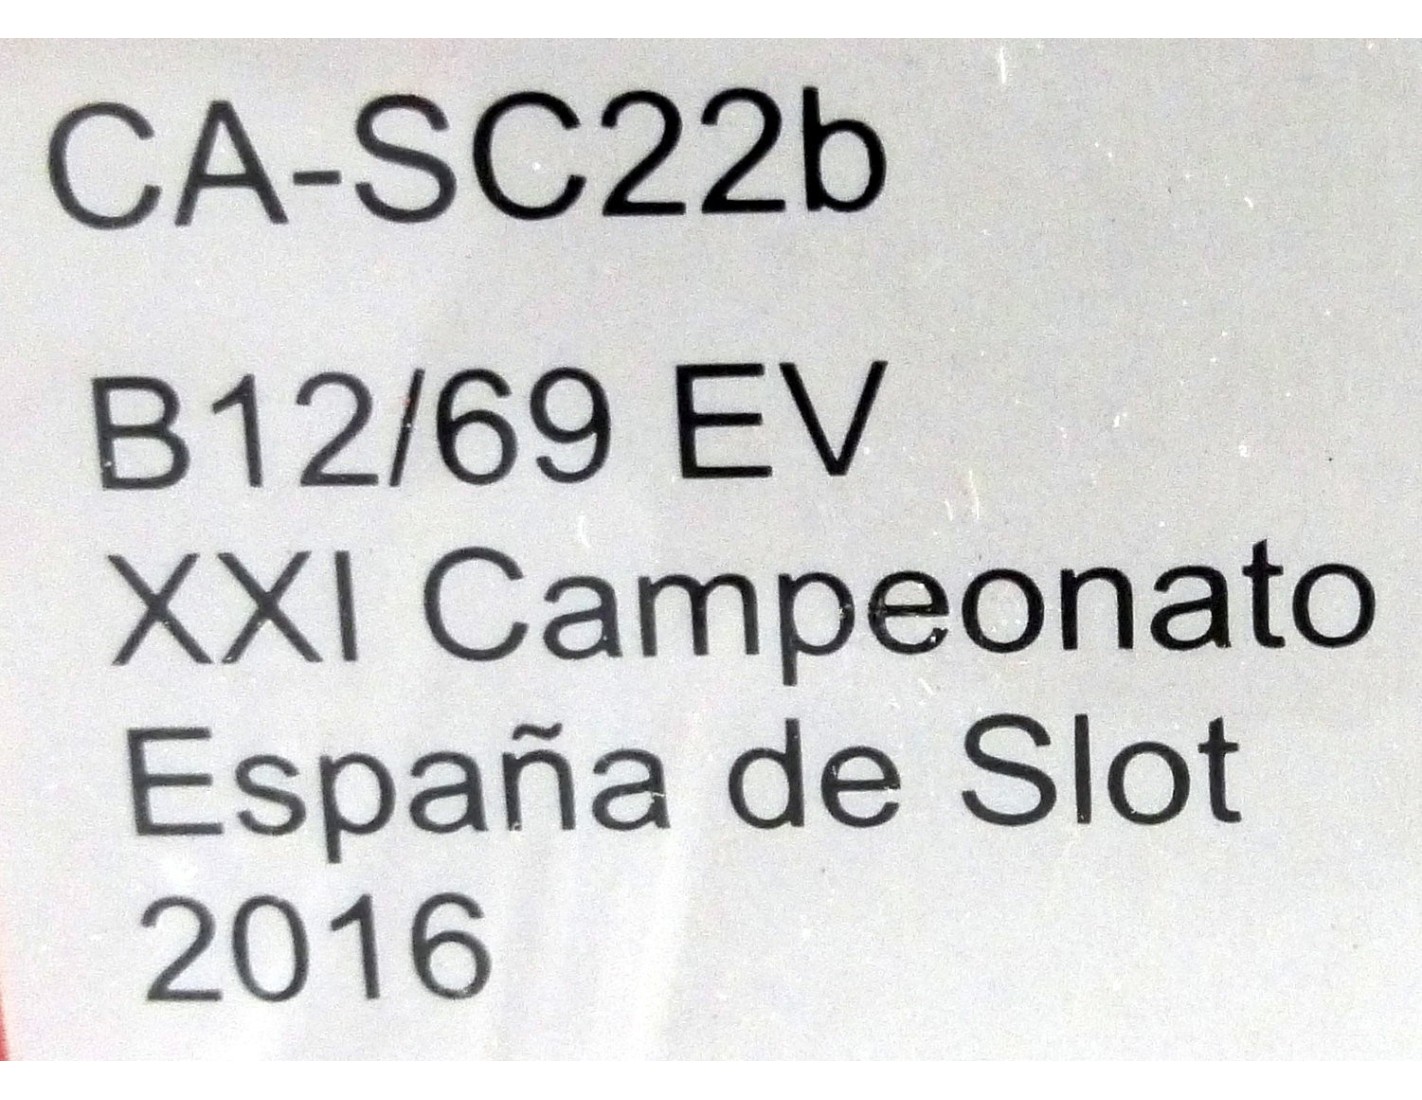 CA-SC22b
B12/69 EV
XXI Campeonato
España de Slot
2016